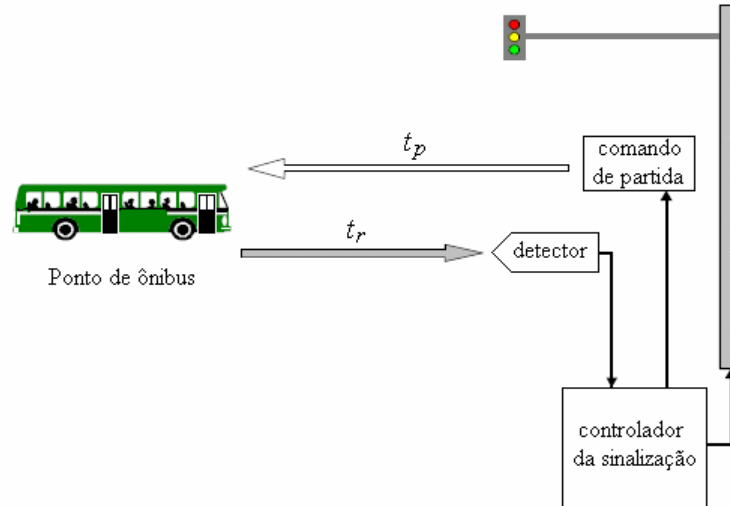 t_p
comando
de partida
t_r
detector
Ponto de ônibus
controlador
da sinalização